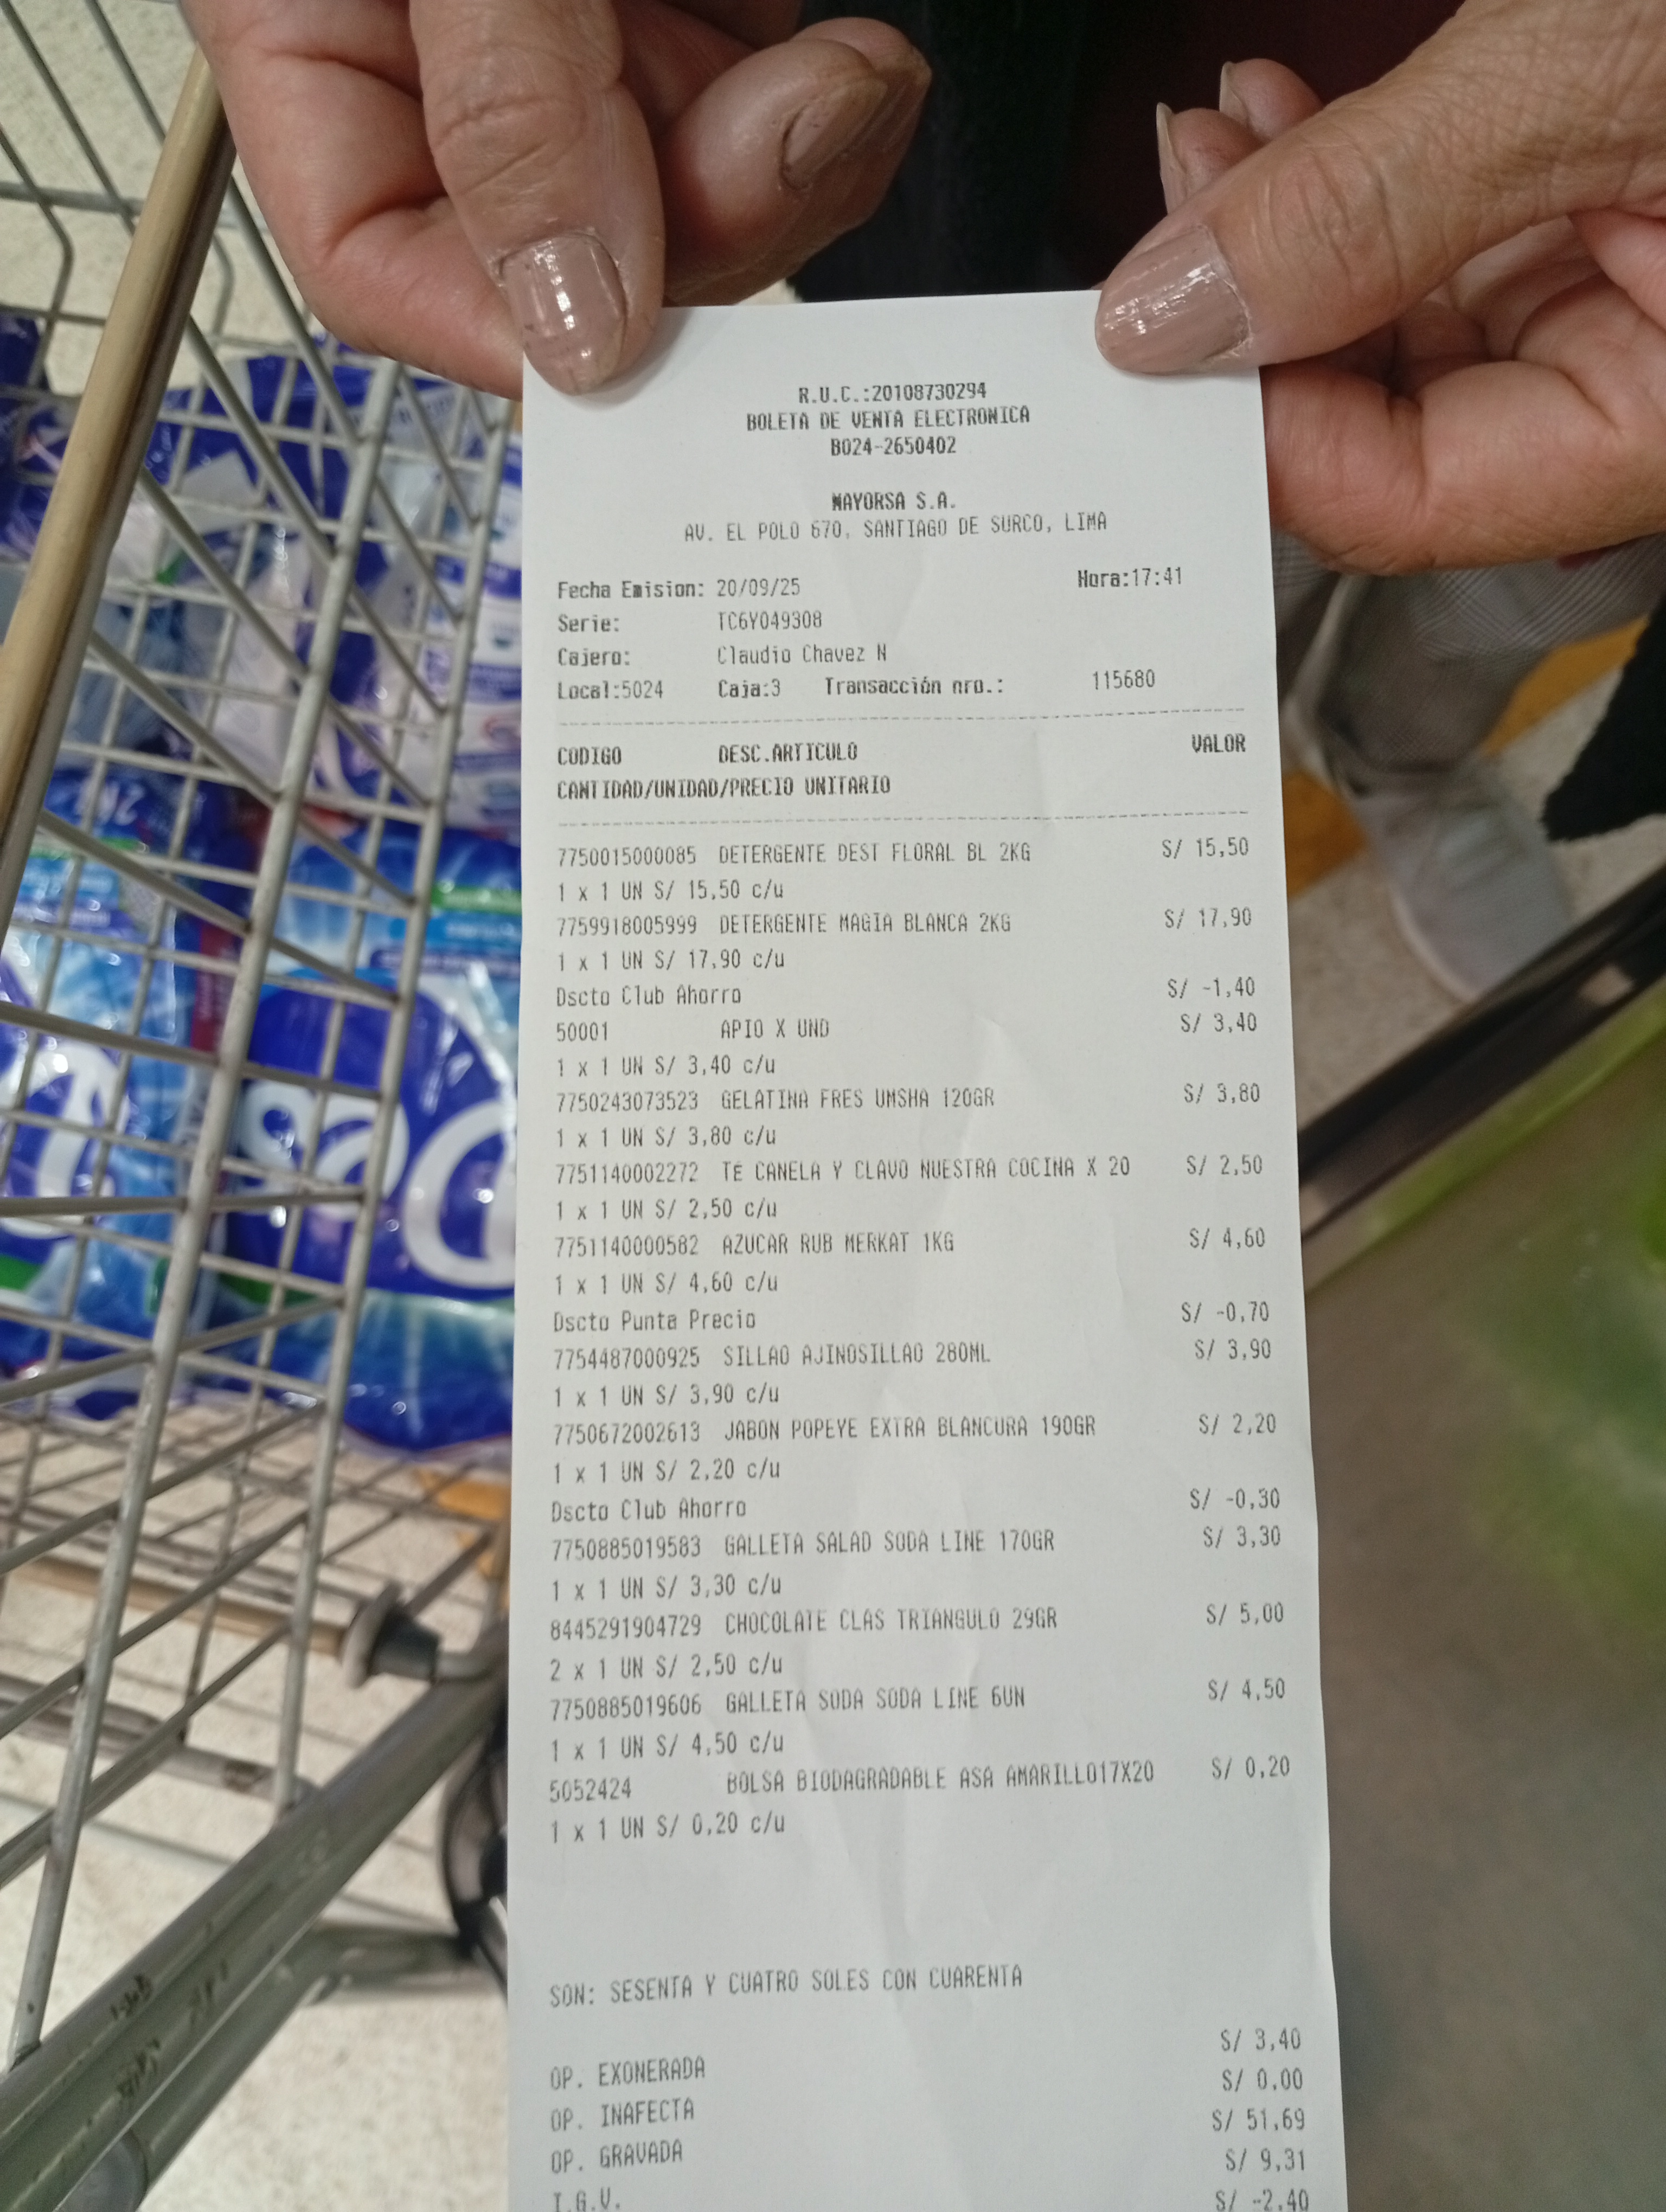 R.U.C.:20108730294
BOLETA DE VENTA ELECTRONICA
B024-2650402
MAYORSA S.A.
AV. EL POLO 670, SANTIAGO DE SURCO, LIMA
Fecha Emision: 20/09/25 Hora:17:41
Serie: TC6Y049308
Cajero: Claudio Chavez N
Local:5024 Caja:3 Transacción nro.: 115680
CODIGO DESC.ARTICULO VALOR
CANTIDAD/UNIDAD/PRECIO UNITARIO
7750015000085 DETERGENTE DEST FLORAL BL 2KG S/ 15,50
1 x 1 UN S/ 15,50 c/u
7759918005999 DETERGENTE MAGIA BLANCA 2KG S/ 17,90
1 x 1 UN S/ 17,90 c/u
Dscto Club Ahorro S/ -1,40
50001 APIO X UND S/ 3,40
1 x 1 UN S/ 3,40 c/u
7750243073523 GELATINA FRES UMSHA 120GR S/ 3,80
1 x 1 UN S/ 3,80 c/u
7751140002272 TÉ CANELA Y CLAVO NUESTRA COCINA X 20 S/ 2,50
1 x 1 UN S/ 2,50 c/u
7751140000582 AZUCAR RUB MERKAT 1KG S/ 4,60
1 x 1 UN S/ 4,60 c/u
Dscto Punta Precio S/ -0,70
7754487000925 SILLAO AJINOSILLAO 280ML S/ 3,90
1 x 1 UN S/ 3,90 c/u
7750672002613 JABON POPEYE EXTRA BLANCURA 190GR S/ 2,20
1 x 1 UN S/ 2,20 c/u
Dscto Club Ahorro S/ -0,30
7750885019583 GALLETA SALAD SODA LINE 170GR S/ 3,30
1 x 1 UN S/ 3,30 c/u
8445291904729 CHOCOLATE CLAS TRIANGULO 29GR S/ 5,00
2 x 1 UN S/ 2,50 c/u
7750885019606 GALLETA SODA SODA LINE 6UN S/ 4,50
1 x 1 UN S/ 4,50 c/u
5052424 BOLSA BIODAGRADABLE ASA AMARILLO17X20 S/ 0,20
1 x 1 UN S/ 0,20 c/u
SON: SESENTA Y CUATRO SOLES CON CUARENTA
OP. EXONERADA S/ 3,40
OP. INAFECTA S/ 0,00
OP. GRAVADA S/ 51,69
I.G.V. S/ 9,31
S/ -2,40